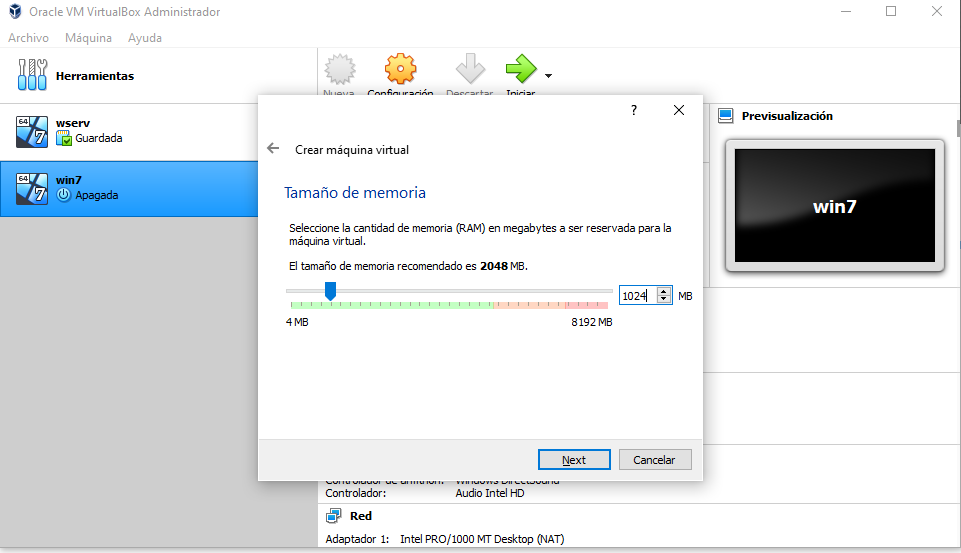 Oracle VM VirtualBox Administrador
Archivo Máquina Ayuda
Herramientas
Nueva Configuración Descartar Iniciar
64 7 wserv
Guardada
64 7 win7
Apagada
Previsualización
win7
?
Crear máquina virtual
Tamaño de memoria
Seleccione la cantidad de memoria (RAM) en megabytes a ser reservada para la
máquina virtual.
El tamaño de memoria recomendado es 2048 MB.
1024 MB
4 MB 8192 MB
Next Cancelar
Controlador de anfitrión: Windows DirectSound
Controlador: Audio Intel HD
Red
Adaptador 1: Intel PRO/1000 MT Desktop (NAT)